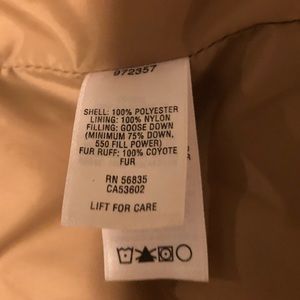 972357
SHELL: 100% POLYESTER
LINING: 100% NYLON
FILLING: GOOSE DOWN
(MINIMUM 75% DOWN,
550 FILL POWER)
FUR RUFF: 100% COYOTE
FUR
RN 56835
CA53602
LIFT FOR CARE